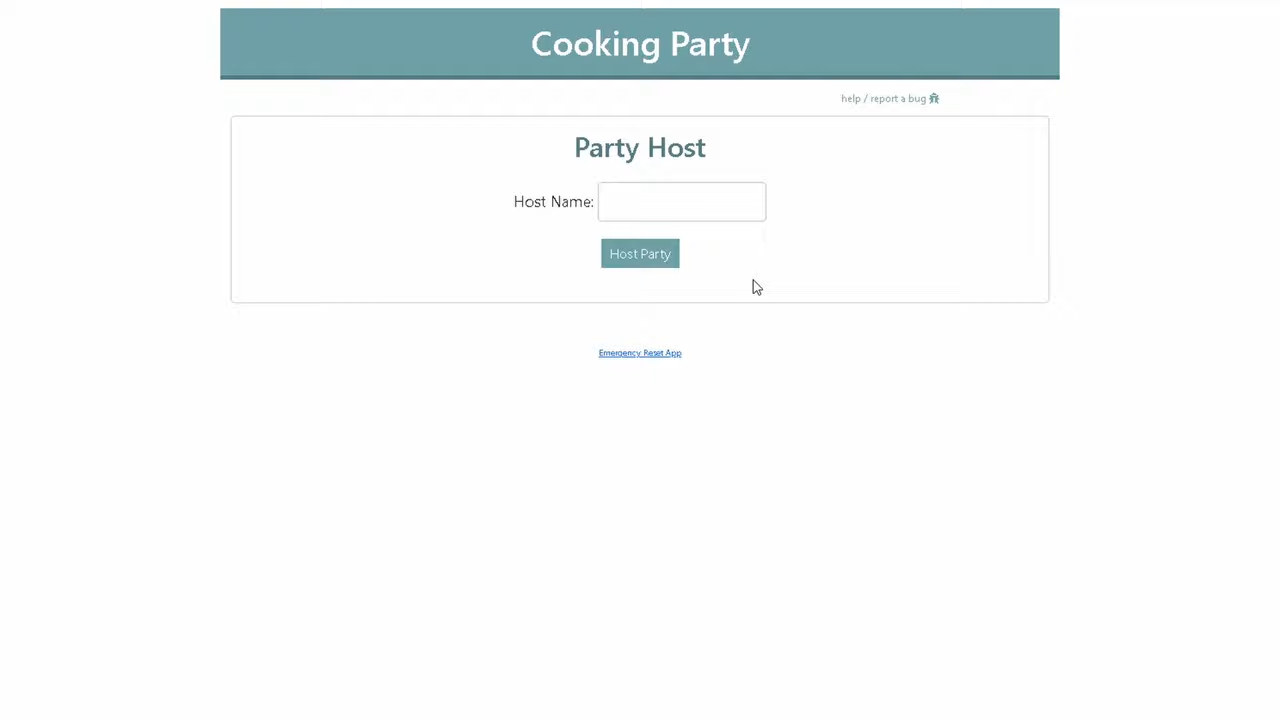 Cooking Party
help / report a bug
Party Host
Host Name:
Host Party
Emergency Reset App